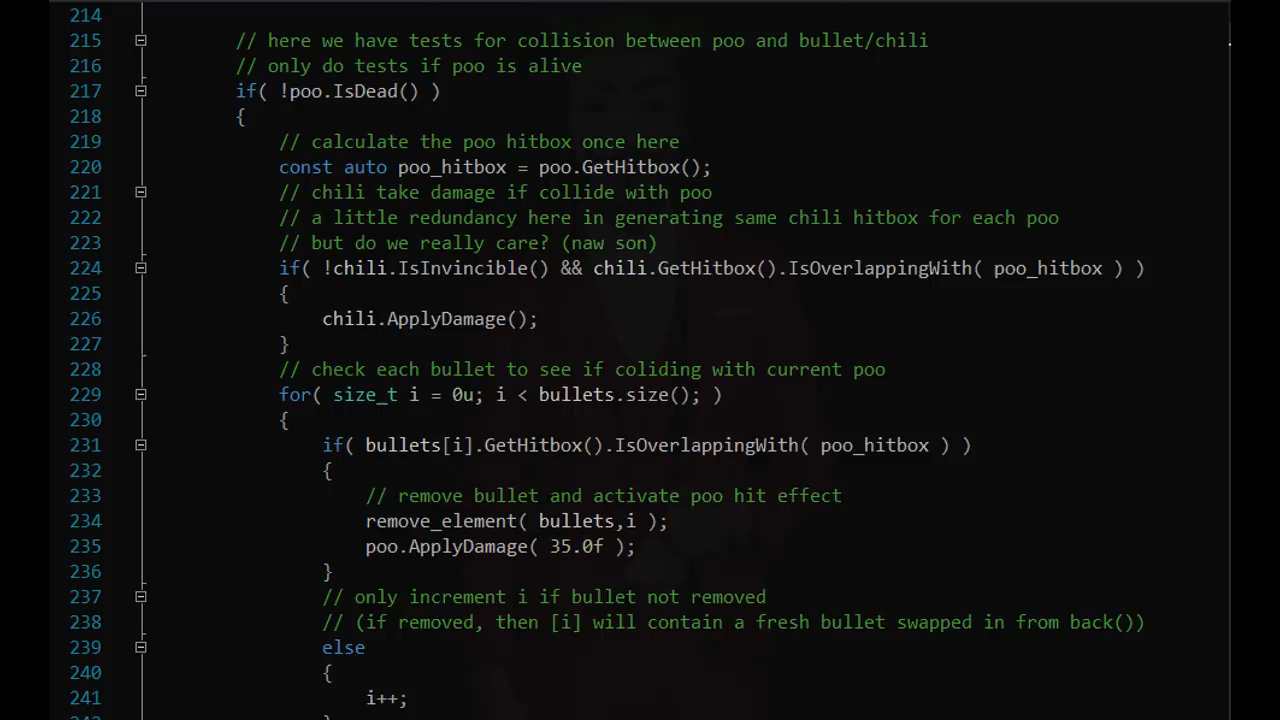 214
215 // here we have tests for collision between poo and bullet/chili
216 // only do tests if poo is alive
217 if( !poo.IsDead() )
218 {
219 // calculate the poo hitbox once here
220 const auto poo_hitbox = poo.GetHitbox();
221 // chili take damage if collide with poo
222 // a little redundancy here in generating same chili hitbox for each poo
223 // but do we really care? (naw son)
224 if( !chili.IsInvincible() && chili.GetHitbox().IsOverlappingWith( poo_hitbox ) )
225 {
226 chili.ApplyDamage();
227 }
228 // check each bullet to see if coliding with current poo
229 for( size_t i = 0u; i < bullets.size(); )
230 {
231 if( bullets[i].GetHitbox().IsOverlappingWith( poo_hitbox ) )
232 {
233 // remove bullet and activate poo hit effect
234 remove_element( bullets,i );
235 poo.ApplyDamage( 35.0f );
236 }
237 // only increment i if bullet not removed
238 // (if removed, then [i] will contain a fresh bullet swapped in from back())
239 else
240 {
241 i++;